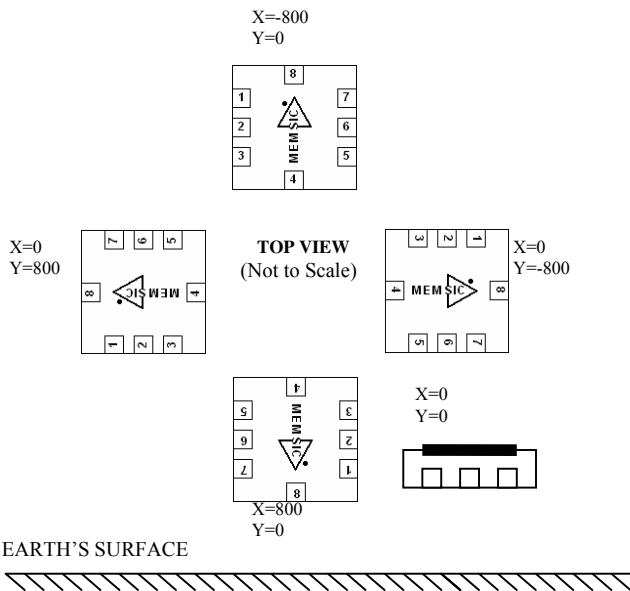 X=-800
Y=0
8
1
7
2
6
3
5
4
MEMSIC
X=0
Y=800
7 6 5
8
MEMSIC
4
1 2 3
TOP VIEW
(Not to Scale)
3 2 1
4
MEMSIC
8
5 6 7
X=0
Y=-800
4
5
3
6
2
7
1
8
MEMSIC
X=800
Y=0
X=0
Y=0
EARTH'S SURFACE